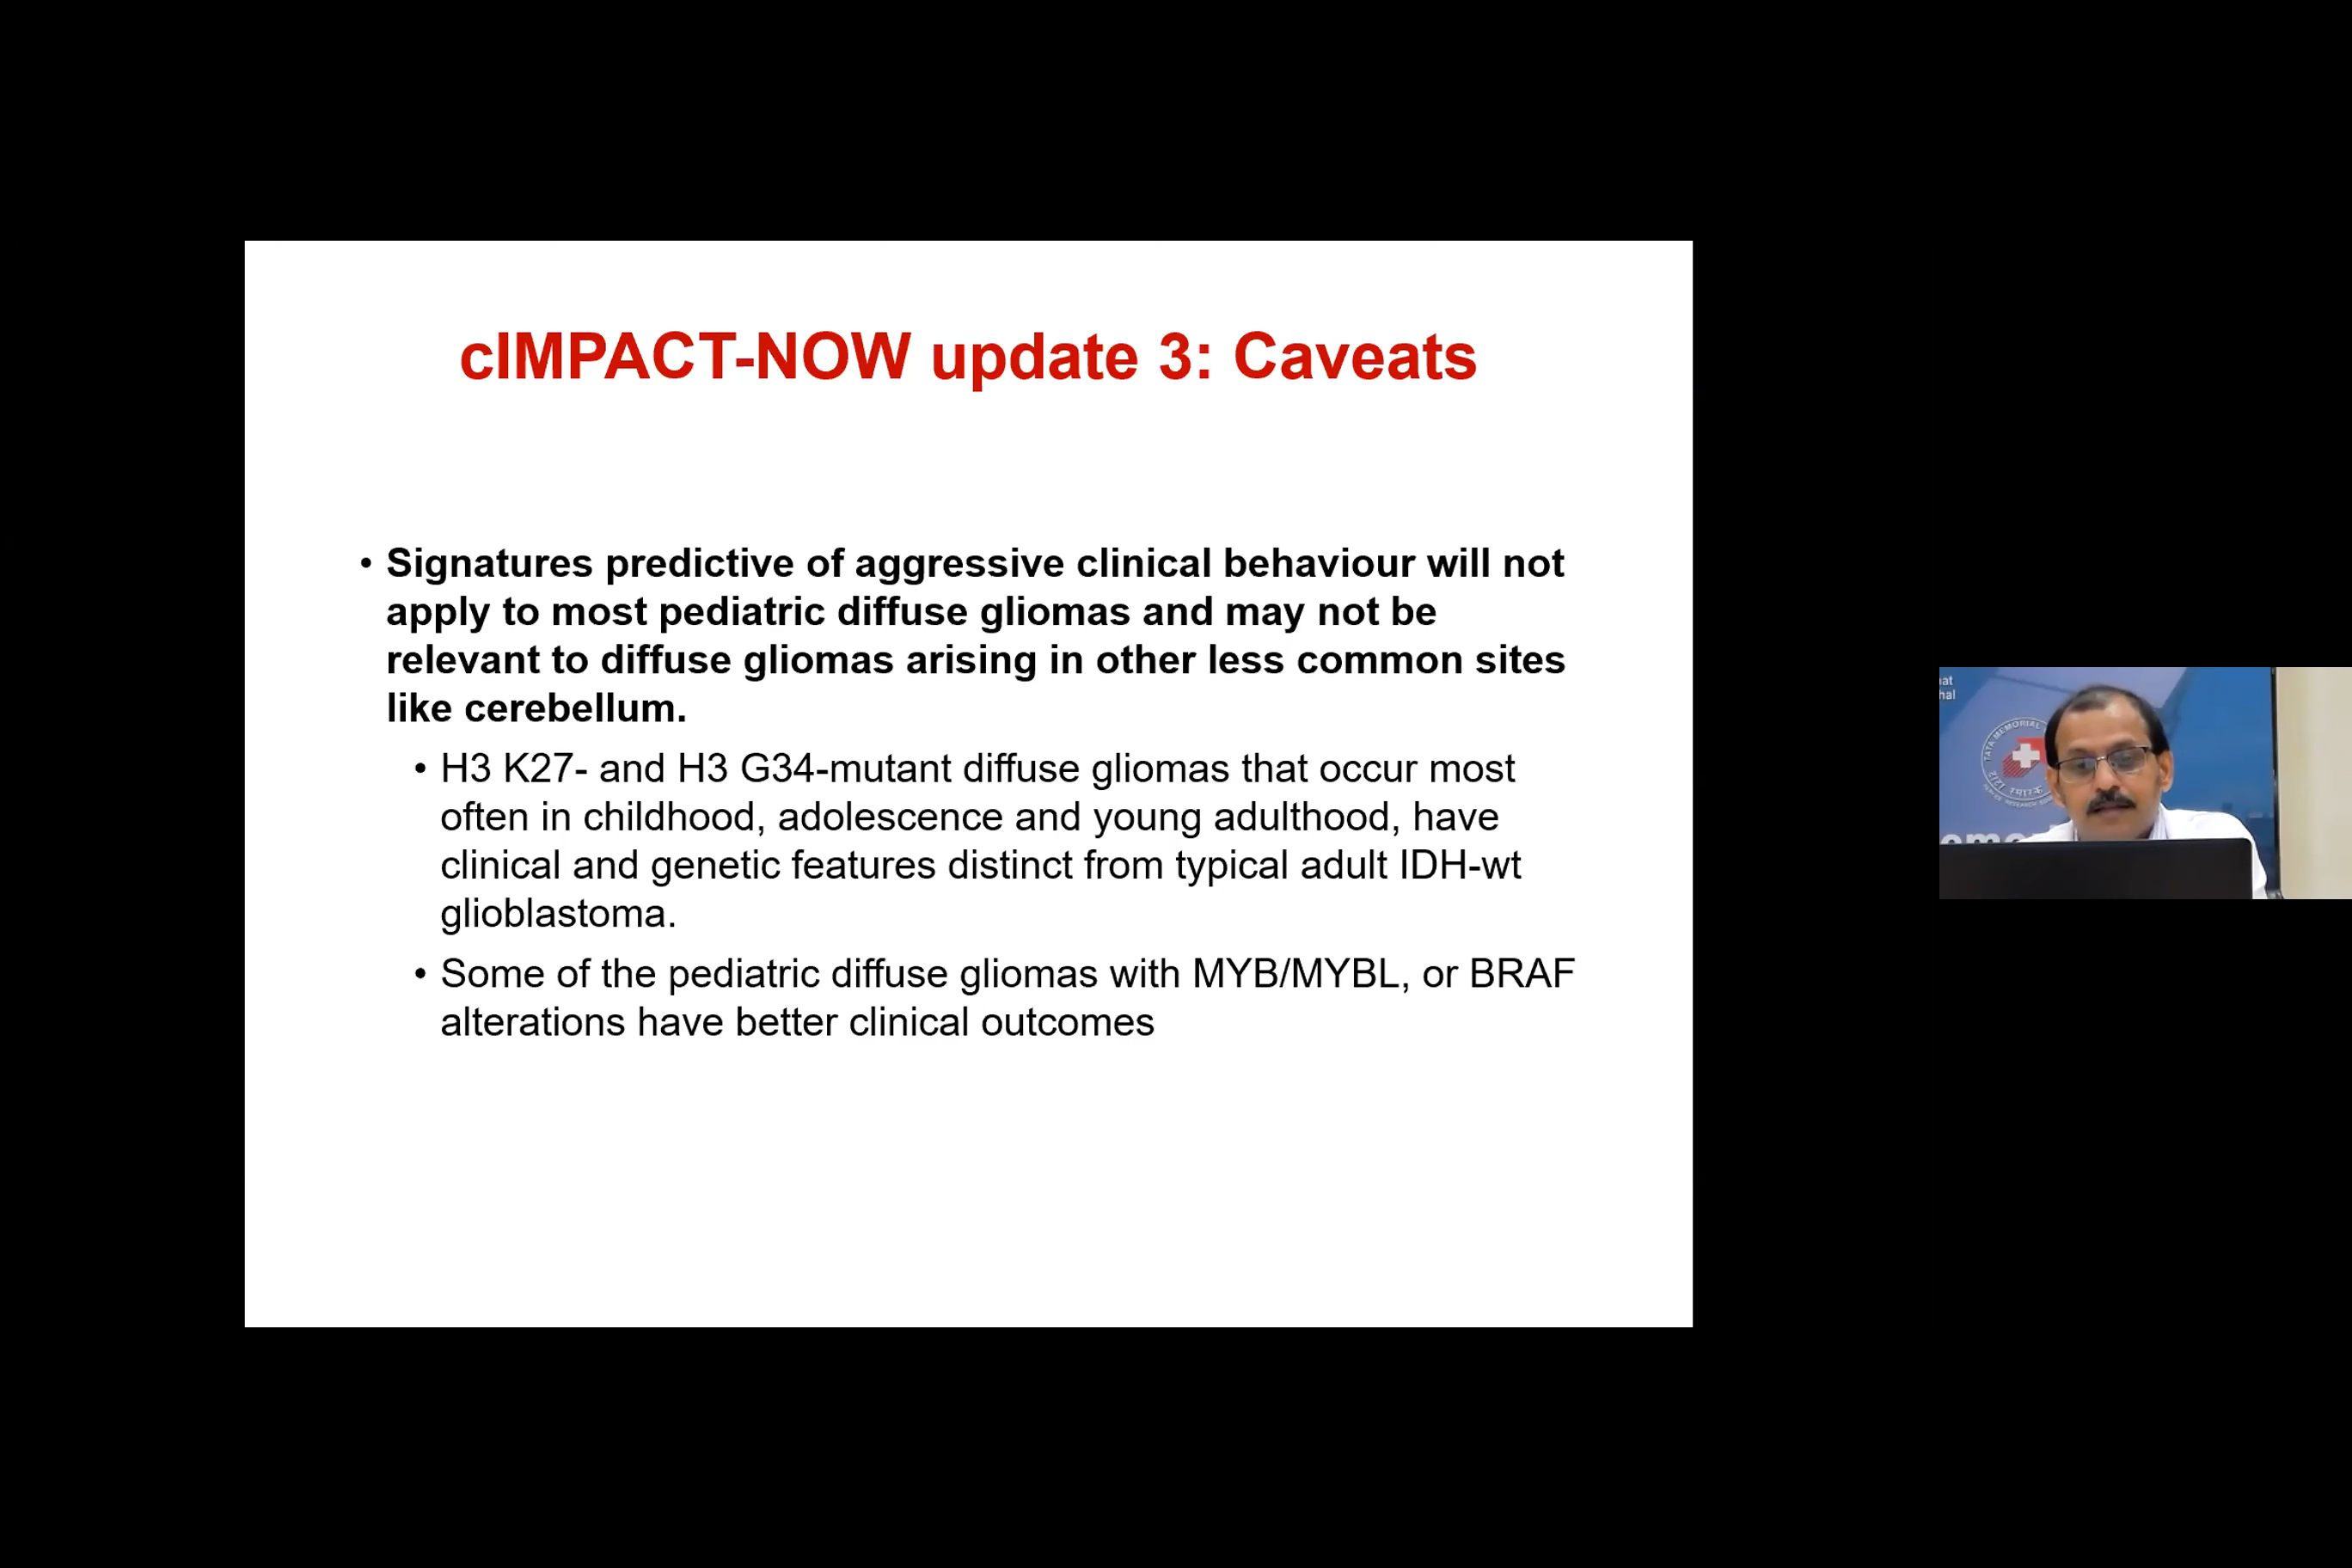 cIMPACT-NOW update 3: Caveats
• Signatures predictive of aggressive clinical behaviour will not
apply to most pediatric diffuse gliomas and may not be
relevant to diffuse gliomas arising in other less common sites
like cerebellum.
• H3 K27- and H3 G34-mutant diffuse gliomas that occur most
often in childhood, adolescence and young adulthood, have
clinical and genetic features distinct from typical adult IDH-wt
glioblastoma.
• Some of the pediatric diffuse gliomas with MYB/MYBL, or BRAF
alterations have better clinical outcomes
TATA MEMORIAL